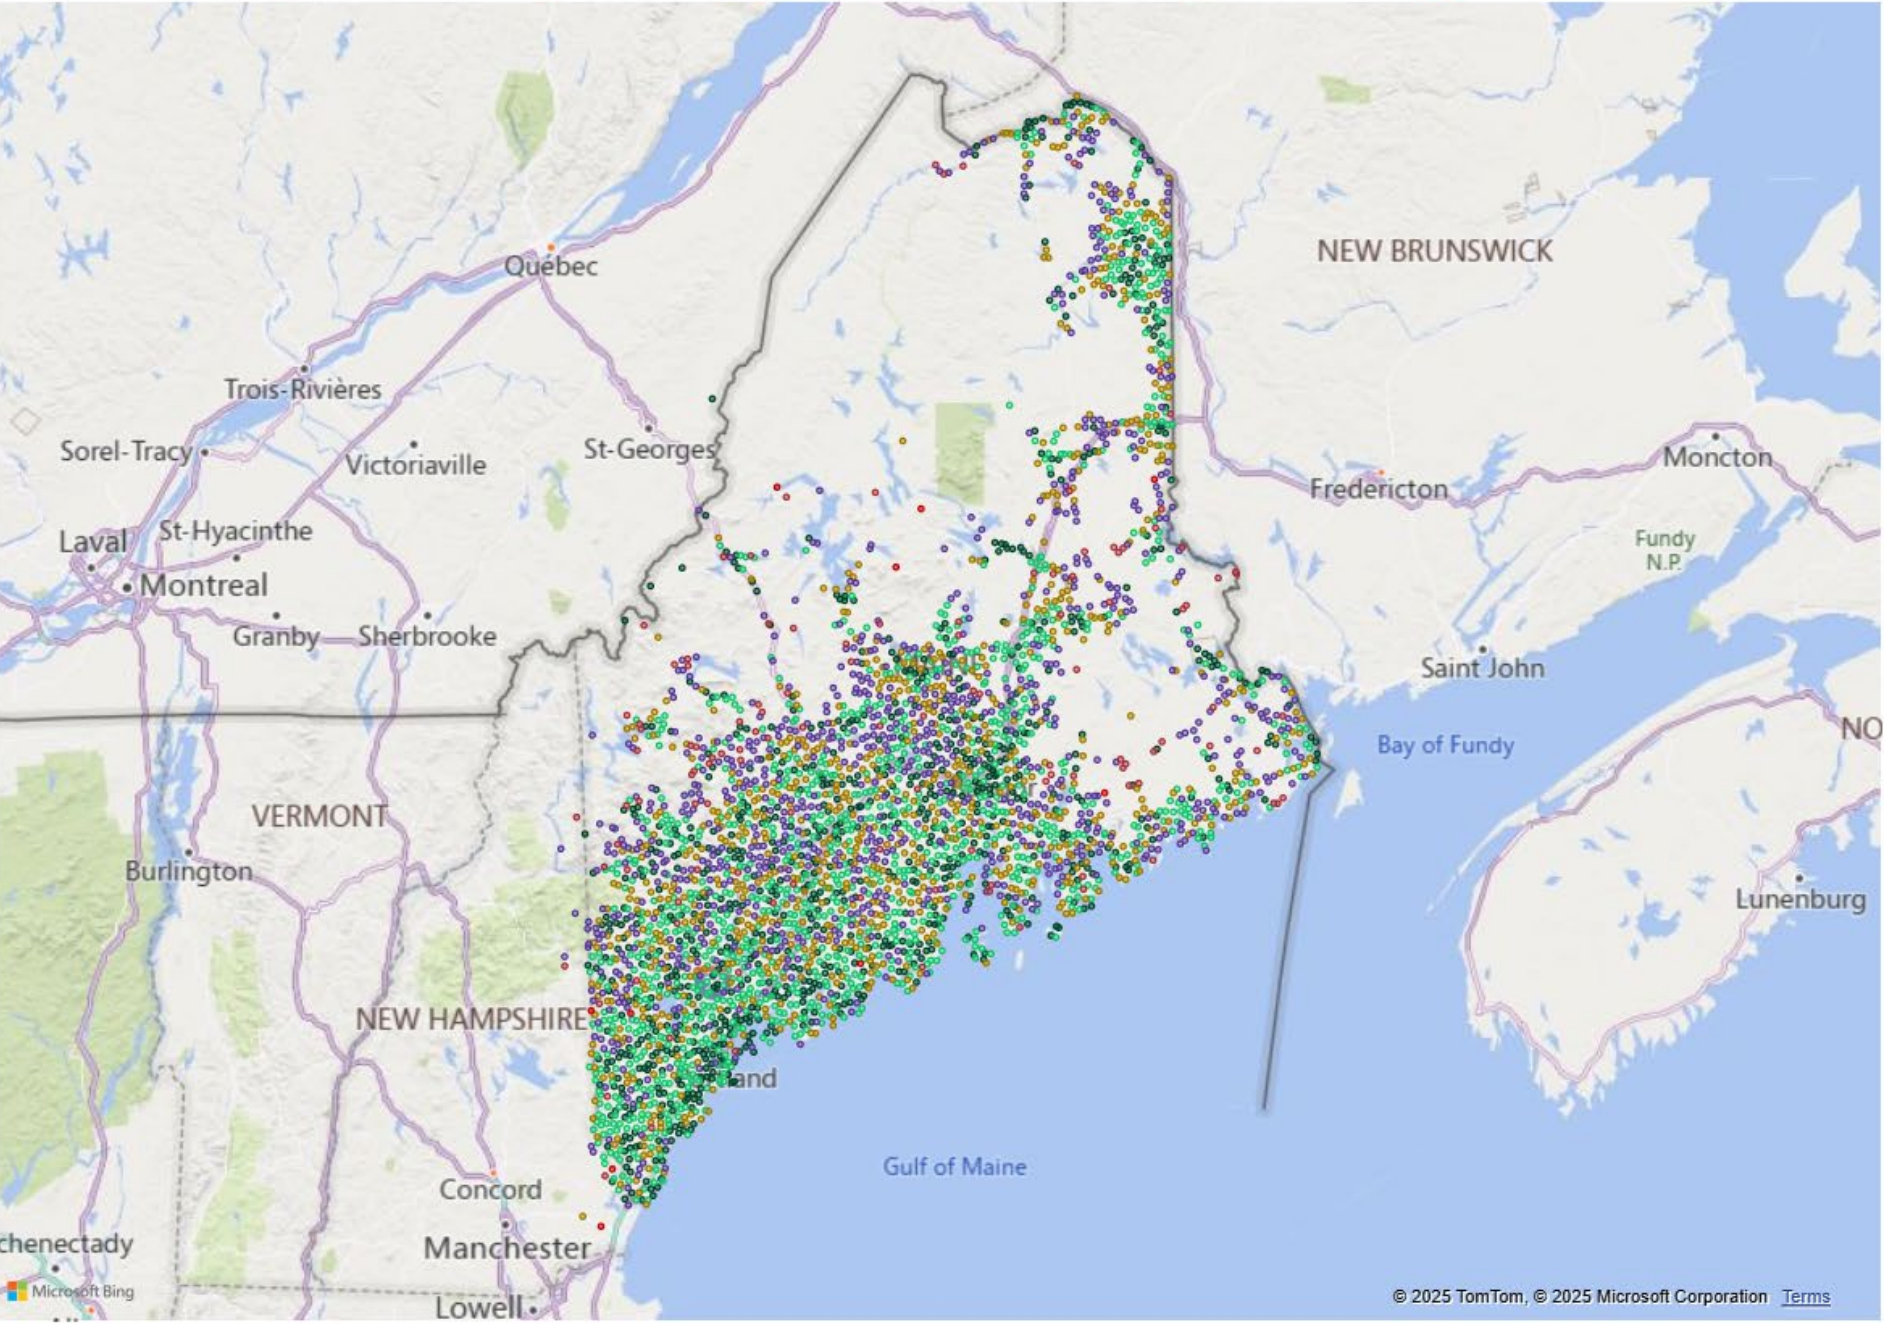 Québec
NEW BRUNSWICK
Trois-Rivières
Sorel-Tracy
Victoriaville
St-Georges
Moncton
Fredericton
Laval
St-Hyacinthe
Fundy
N.P.
Montreal
Granby
Sherbrooke
Saint John
NO
Bay of Fundy
VERMONT
Burlington
Lunenburg
NEW HAMPSHIRE
and
Gulf of Maine
Concord
chenectady
Manchester
Microsoft Bing
Lowell
© 2025 TomTom, © 2025 Microsoft Corporation Terms